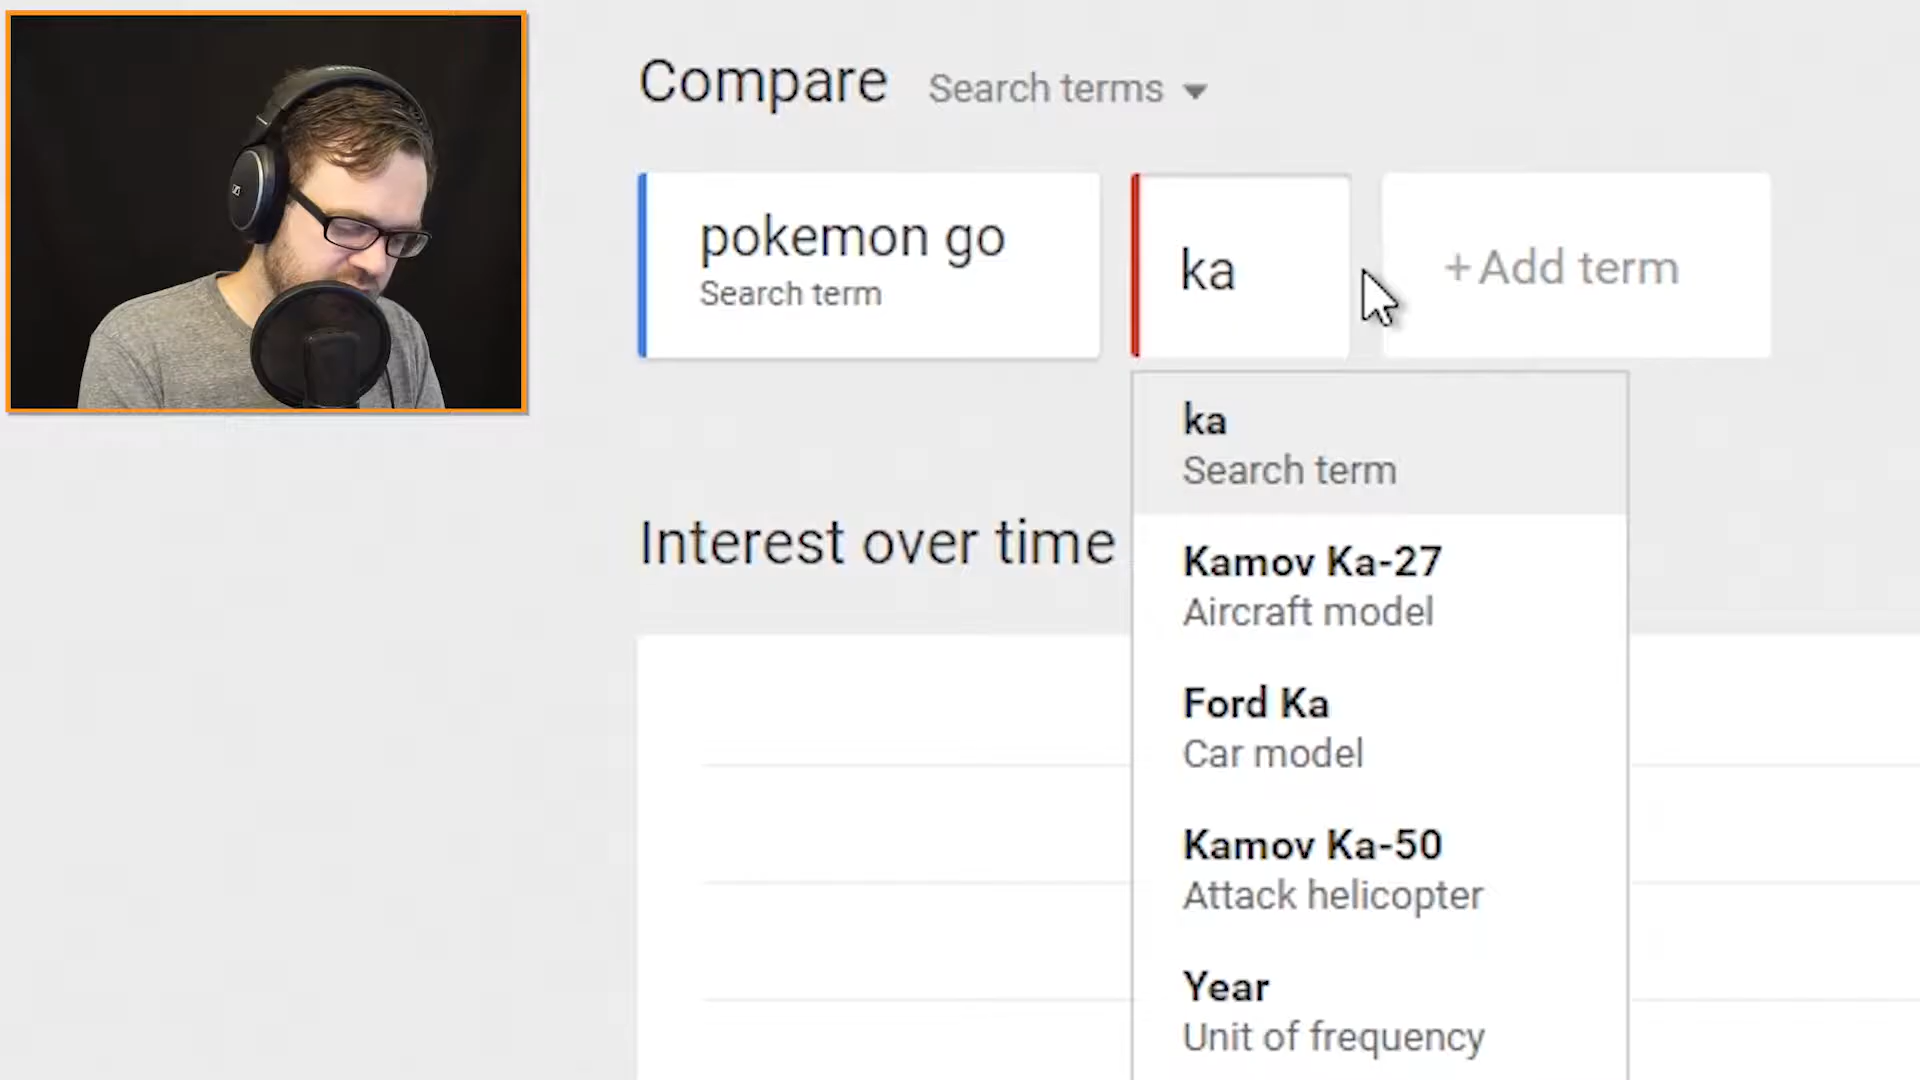 Compare Search terms
pokemon go
Search term
ka
+Add term
ka
Search term
Kamov Ka-27
Aircraft model
Ford Ka
Car model
Kamov Ka-50
Attack helicopter
Year
Unit of frequency
Interest over time